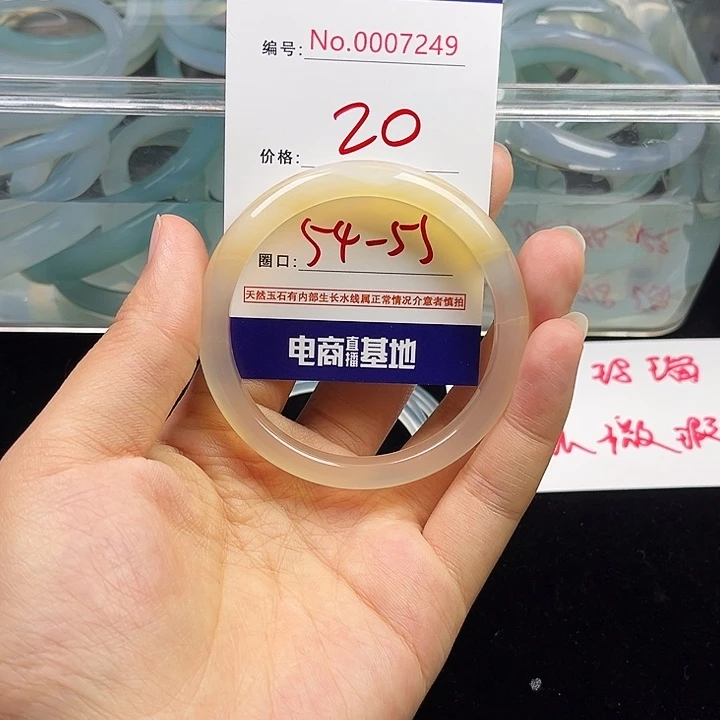 编号: No.0007249
价格: 20
圈口: 54-55
天然玉石有内部生长水线属正常情况介意者慎拍
电商直播基地
玛瑙
微瑕